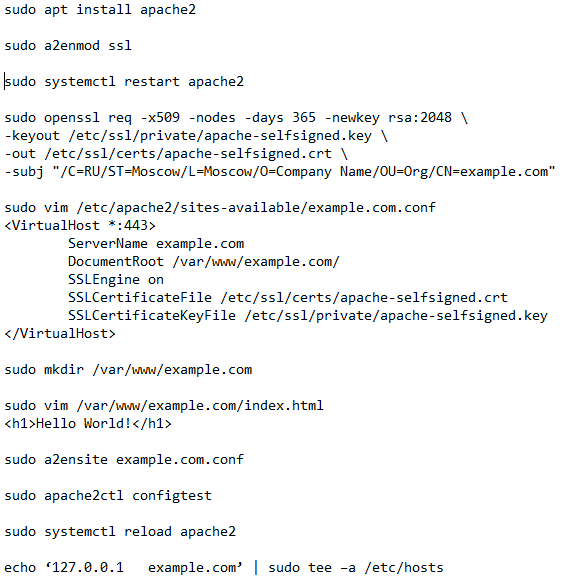 sudo apt install apache2
sudo a2enmod ssl
sudo systemctl restart apache2
sudo openssl req -x509 -nodes -days 365 -newkey rsa:2048 \
-keyout /etc/ssl/private/apache-selfsigned.key \
-out /etc/ssl/certs/apache-selfsigned.crt \
-subj "/C=RU/ST=Moscow/L=Moscow/O=Company Name/OU=Org/CN=example.com"
sudo vim /etc/apache2/sites-available/example.com.conf
<VirtualHost *:443>
        ServerName example.com
        DocumentRoot /var/www/example.com/
        SSLEngine on
        SSLCertificateFile /etc/ssl/certs/apache-selfsigned.crt
        SSLCertificateKeyFile /etc/ssl/private/apache-selfsigned.key
</VirtualHost>
sudo mkdir /var/www/example.com
sudo vim /var/www/example.com/index.html
<h1>Hello World!</h1>
sudo a2ensite example.com.conf
sudo apache2ctl configtest
sudo systemctl reload apache2
echo ‘127.0.0.1   example.com’ | sudo tee –a /etc/hosts